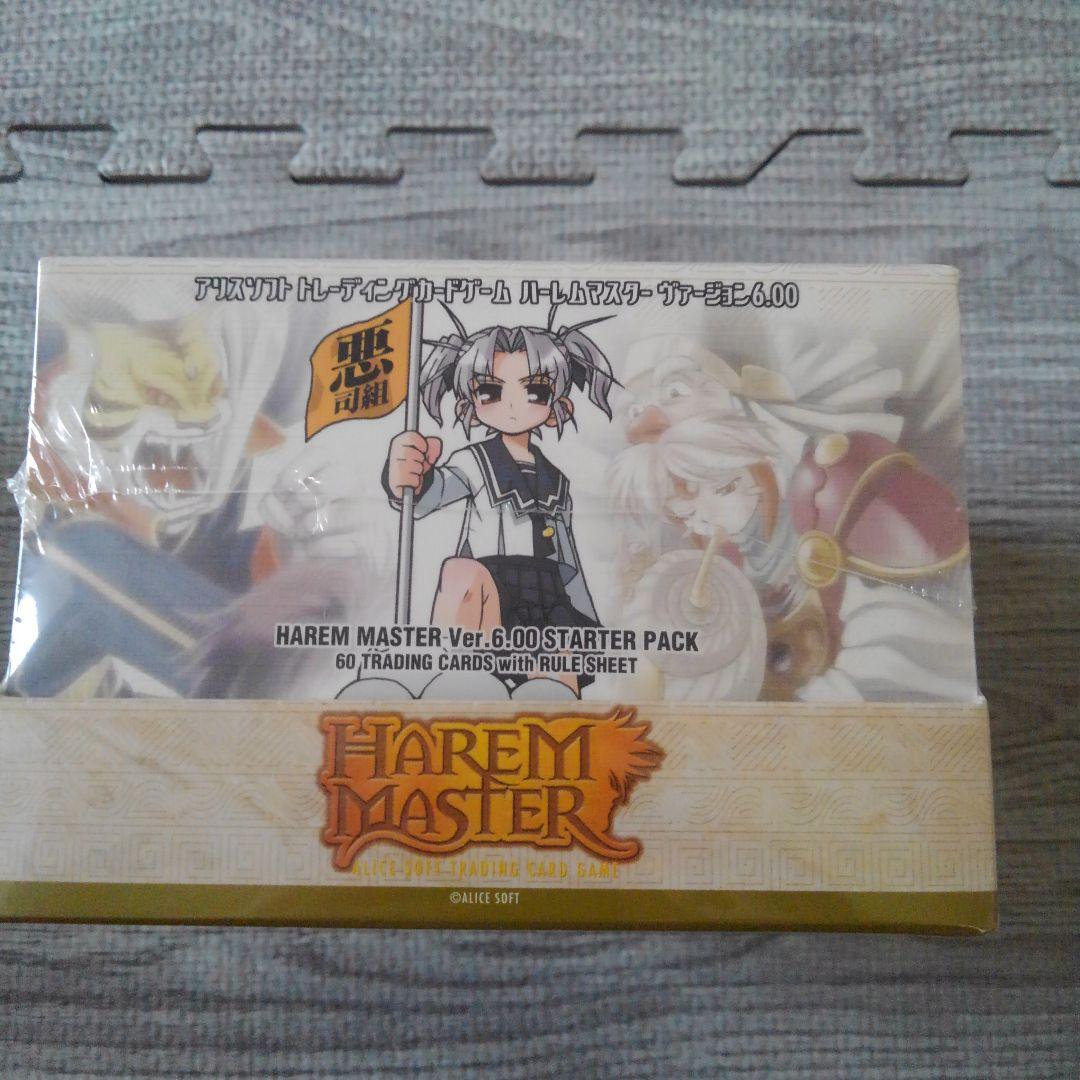 アリスソフト トレーディングカードゲーム ハーレムマスター ヴァージョン6.00
悪
司組
HAREM MASTER Ver.6.00 STARTER PACK
60 TRADING CARDS with RULE SHEET
HAREM
MASTER
ALICE SOFT TRADING CARD GAME
©ALICE SOFT